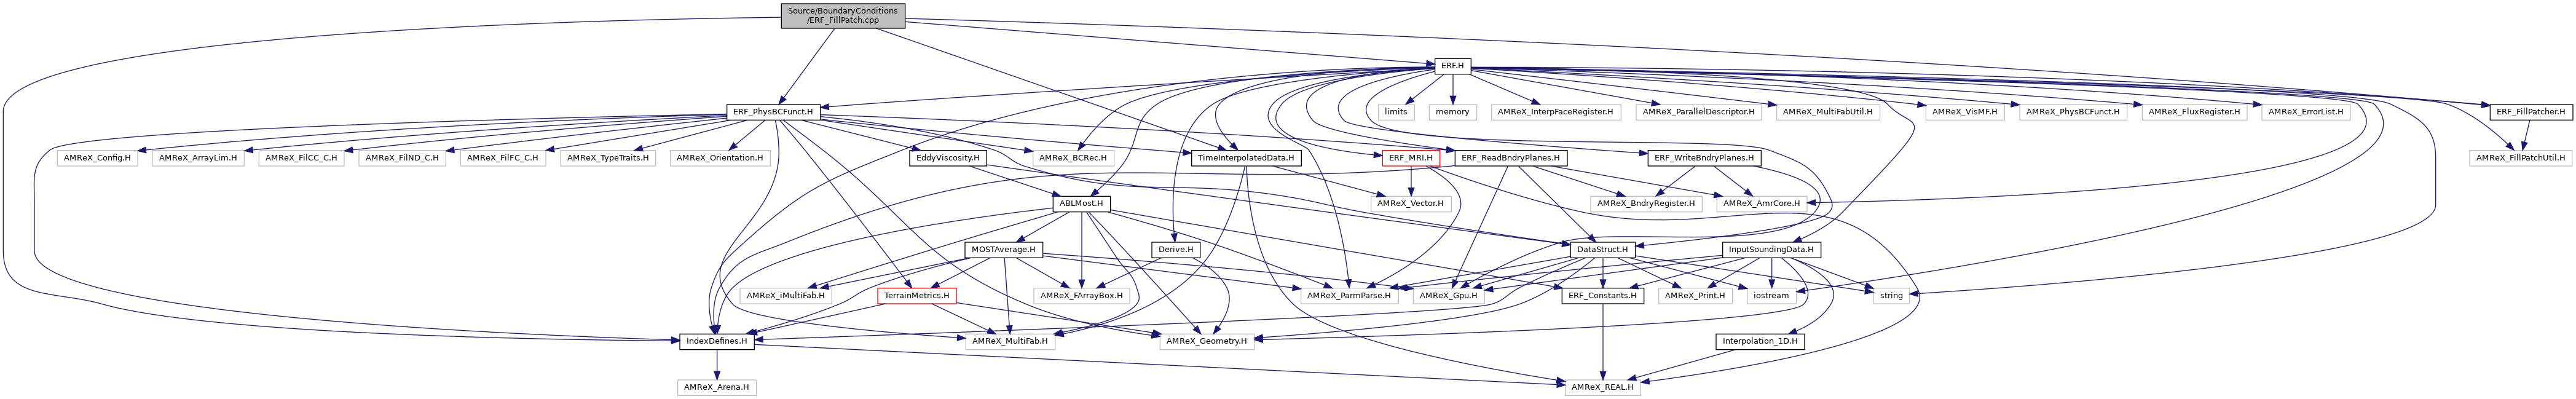 Source/BoundaryConditions
/ERF_FillPatch.cpp
ERF.H
ERF_PhysBCFunct.H
limits
memory
AMReX_InterpFaceRegister.H
AMReX_ParallelDescriptor.H
AMReX_MultiFabUtil.H
AMReX_VisMF.H
AMReX_PhysBCFunct.H
AMReX_FluxRegister.H
AMReX_ErrorList.H
ERF_FillPatcher.H
AMReX_Config.H
AMReX_ArrayLim.H
AMReX_FilCC_C.H
AMReX_FilND_C.H
AMReX_FilFC_C.H
AMReX_TypeTraits.H
AMReX_Orientation.H
EddyViscosity.H
AMReX_BCRec.H
TimeInterpolatedData.H
ERF_MRI.H
ERF_ReadBndryPlanes.H
ERF_WriteBndryPlanes.H
AMReX_FillPatchUtil.H
ABLMost.H
AMReX_Vector.H
AMReX_BndryRegister.H
AMReX_AmrCore.H
MOSTAverage.H
Derive.H
DataStruct.H
InputSoundingData.H
AMReX_iMultiFab.H
TerrainMetrics.H
AMReX_FArrayBox.H
AMReX_ParmParse.H
AMReX_Gpu.H
ERF_Constants.H
AMReX_Print.H
iostream
string
IndexDefines.H
AMReX_MultiFab.H
AMReX_Geometry.H
Interpolation_1D.H
AMReX_Arena.H
AMReX_REAL.H